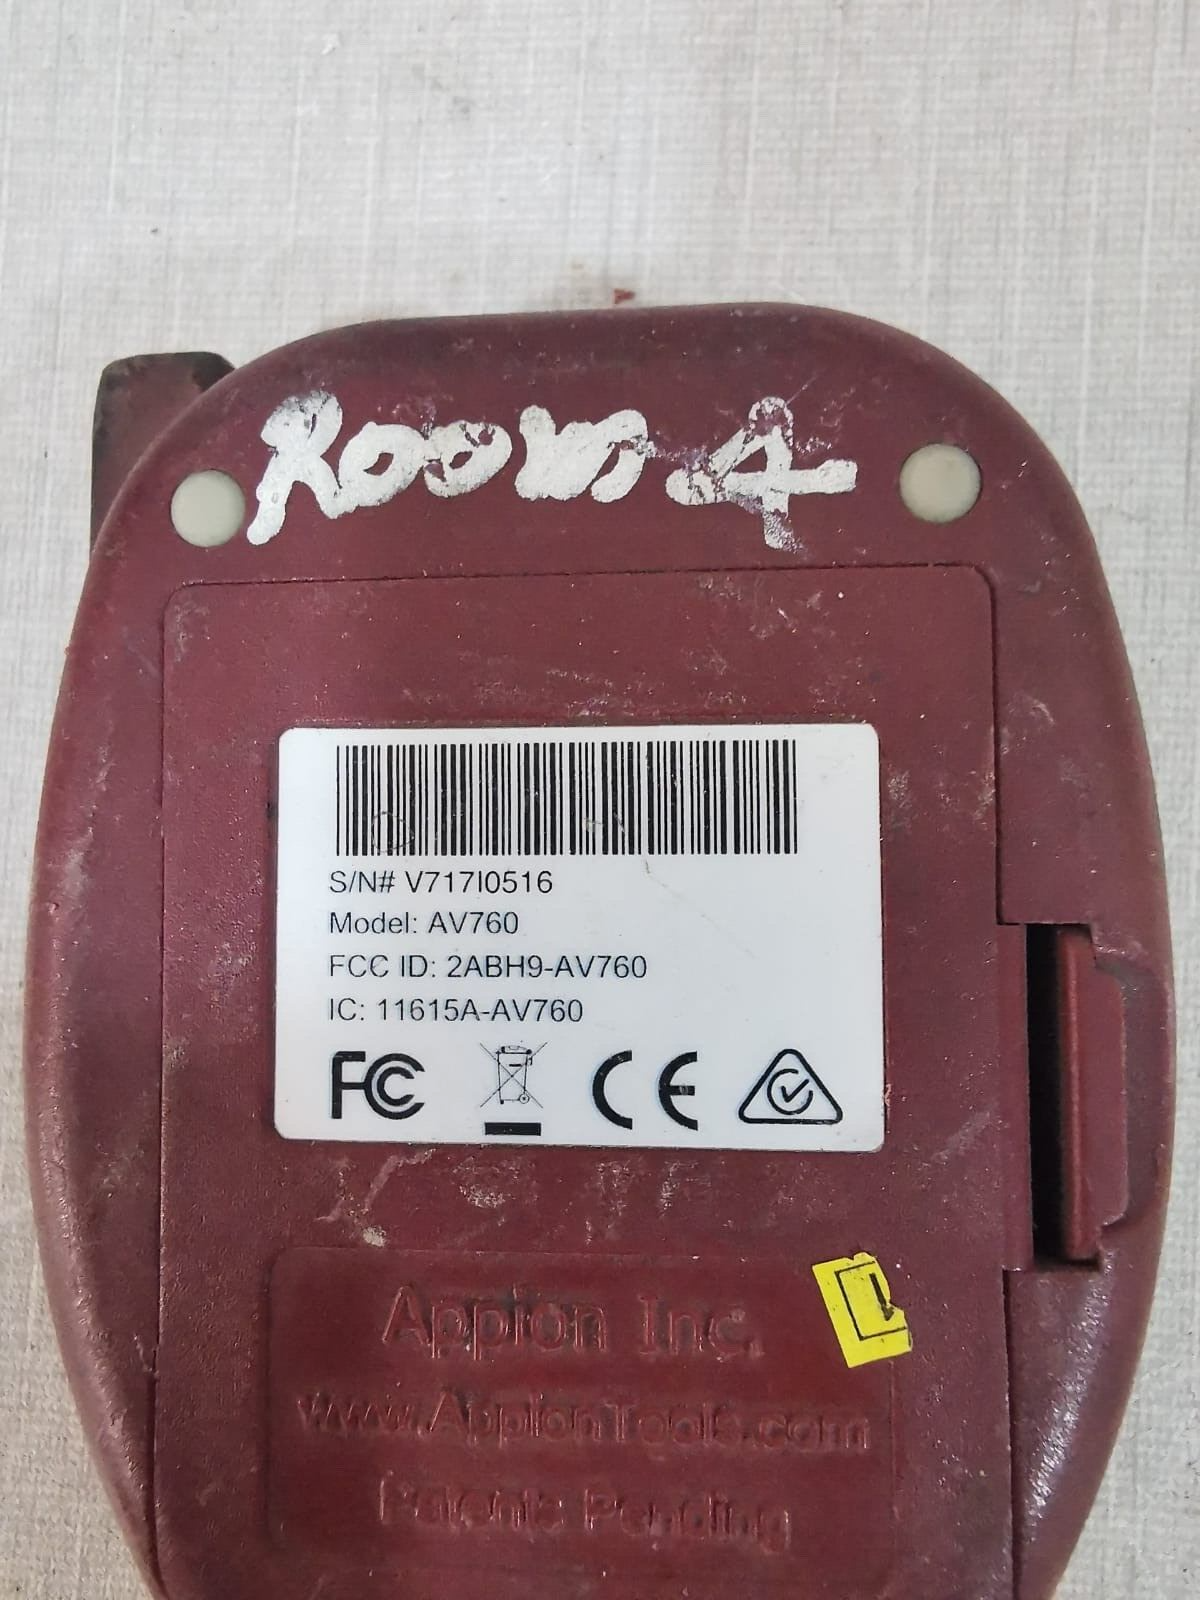 Room A
S/N# V717I0516
Model: AV760
FCC ID: 2ABH9-AV760
IC: 11615A-AV760
FC CE
Appion Inc.
www.AppionTools.com
Patents Pending